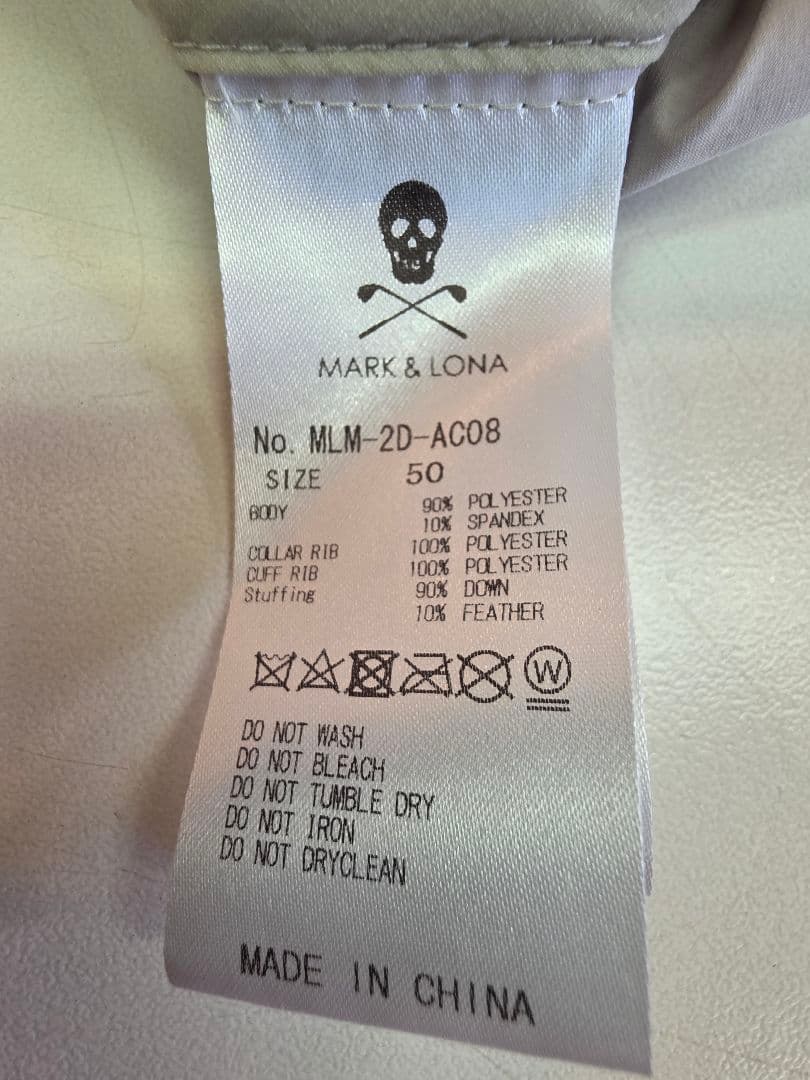 MARK & LONA
No. MLM-2D-AC08
SIZE 50
BODY 90% POLYESTER
10% SPANDEX
COLLAR RIB 100% POLYESTER
CUFF RIB 100% POLYESTER
Stuffing 90% DOWN
10% FEATHER
W
DO NOT WASH
DO NOT BLEACH
DO NOT TUMBLE DRY
DO NOT IRON
DO NOT DRYCLEAN
MADE IN CHINA